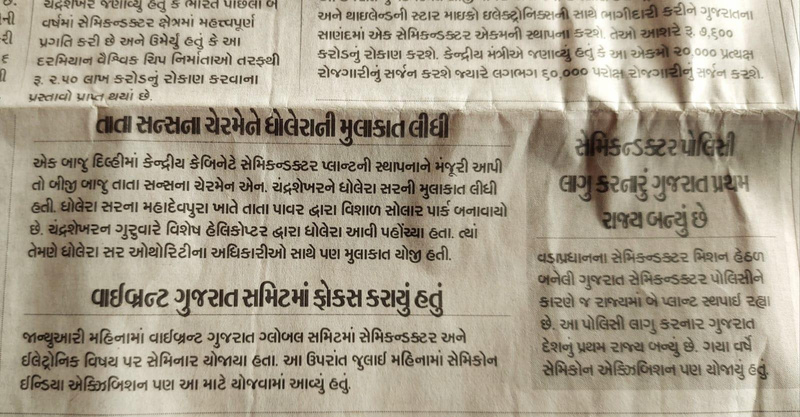 ચંદ્રશેખરે જણાવ્યું હતું કે ભારતે પાછલા બે
વર્ષમાં સેમિકન્ડક્ટર ક્ષેત્રમાં મહત્ત્વપૂર્ણ
પ્રગતિ કરી છે અને ઉમેર્યું હતું કે આ
દરમિયાન વૈશ્વિક ચિપ નિર્માતાઓ તરફથી
રૂ. ૨.૫૦ લાખ કરોડનું રોકાણ કરવાના
પ્રસ્તાવો પ્રાપ્ત થયાં છે.
અને થાઇલેન્ડની સ્ટાર માઇક્રો ઇલેક્ટ્રોનિક્સની સાથે ભાગીદારી કરીને ગુજરાતના
સાણંદમાં એક સેમિકન્ડક્ટર એકમની સ્થાપના કરશે. તેઓ આશરે રૂ. ૭,૬૦૦
કરોડનું રોકાણ કરશે. કેન્દ્રીય મંત્રીએ જણાવ્યું હતું કે આ એકમો ૨૦,૦૦૦ પ્રત્યક્ષ
રોજગારીનું સર્જન કરશે જ્યારે લગભગ ૬૦,૦૦૦ પરોક્ષ રોજગારીનું સર્જન કરશે.
તાતા સન્સના ચેરમેને ધોલેરાની મુલાકાત લીધી
એક બાજુ દિલ્હીમાં કેન્દ્રીય કેબિનેટે સેમિકન્ડક્ટર પ્લાન્ટની સ્થાપનાને મંજૂરી આપી
તો બીજી બાજુ તાતા સન્સના ચેરમેન એન. ચંદ્રશેખરને ધોલેરા સરની મુલાકાત લીધી
હતી. ધોલેરા સરના મહાદેવપુરા ખાતે તાતા પાવર દ્વારા વિશાળ સોલાર પાર્ક બનાવાયો
છે. ચંદ્રશેખરન ગુરુવારે વિશેષ હેલિકોપ્ટર દ્વારા ધોલેરા આવી પહોંચ્યા હતા. ત્યાં
તેમણે ધોલેરા સર ઓથોરિટીના અધિકારીઓ સાથે પણ મુલાકાત યોજી હતી.
વાઇબ્રન્ટ ગુજરાત સમિટમાં ફોકસ કરાયું હતું
જાન્યુઆરી મહિનામાં વાઇબ્રન્ટ ગુજરાત ગ્લોબલ સમિટમાં સેમિકન્ડક્ટર અને
ઇલેક્ટ્રોનિક વિષય પર સેમિનાર યોજાયા હતા. આ ઉપરાંત જુલાઈ મહિનામાં સેમિકોન
ઇન્ડિયા એક્ઝિબિશન પણ આ માટે યોજવામાં આવ્યું હતું.
સેમિકન્ડક્ટર પોલિસી
લાગુ કરનારું ગુજરાત પ્રથમ
રાજ્ય બન્યું છે
વડાપ્રધાનના સેમિકન્ડક્ટર મિશન હેઠળ
બનેલી ગુજરાત સેમિકન્ડક્ટર પોલિસીને
કારણે જ રાજ્યમાં બે પ્લાન્ટ સ્થપાઈ રહ્યા
છે. આ પોલિસી લાગુ કરનાર ગુજરાત
દેશનું પ્રથમ રાજ્ય બન્યું છે. ગયા વર્ષે
સેમિકોન એક્ઝિબિશન પણ યોજાયું હતું.